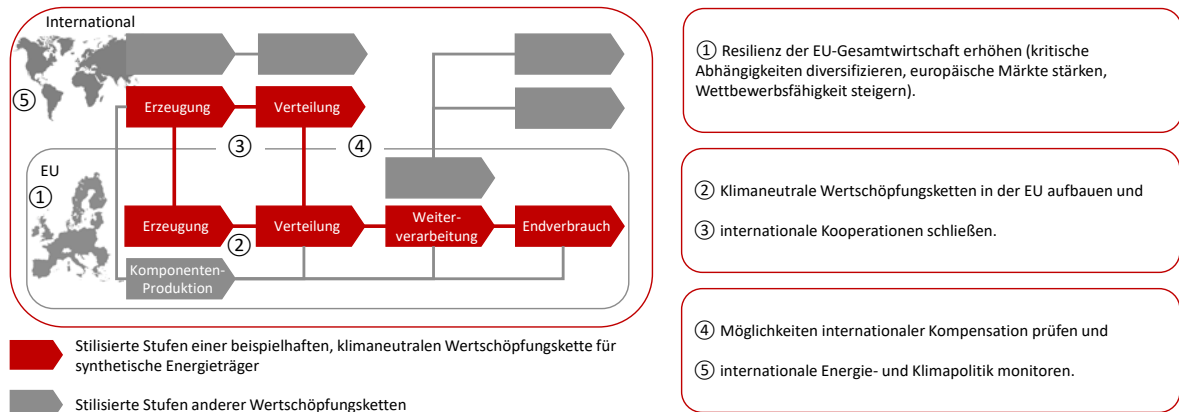 International
⑤
Erzeugung
Verteilung
③
④
EU
①
Erzeugung
②
Verteilung
Weiter-
verarbeitung
Endverbrauch
Komponenten-
Produktion
Stilisierte Stufen einer beispielhaften, klimaneutralen Wertschöpfungskette für
synthetische Energieträger
Stilisierte Stufen anderer Wertschöpfungsketten
① Resilienz der EU-Gesamtwirtschaft erhöhen (kritische
Abhängigkeiten diversifizieren, europäische Märkte stärken,
Wettbewerbsfähigkeit steigern).
② Klimaneutrale Wertschöpfungsketten in der EU aufbauen und
③ internationale Kooperationen schließen.
④ Möglichkeiten internationaler Kompensation prüfen und
⑤ internationale Energie- und Klimapolitik monitoren.